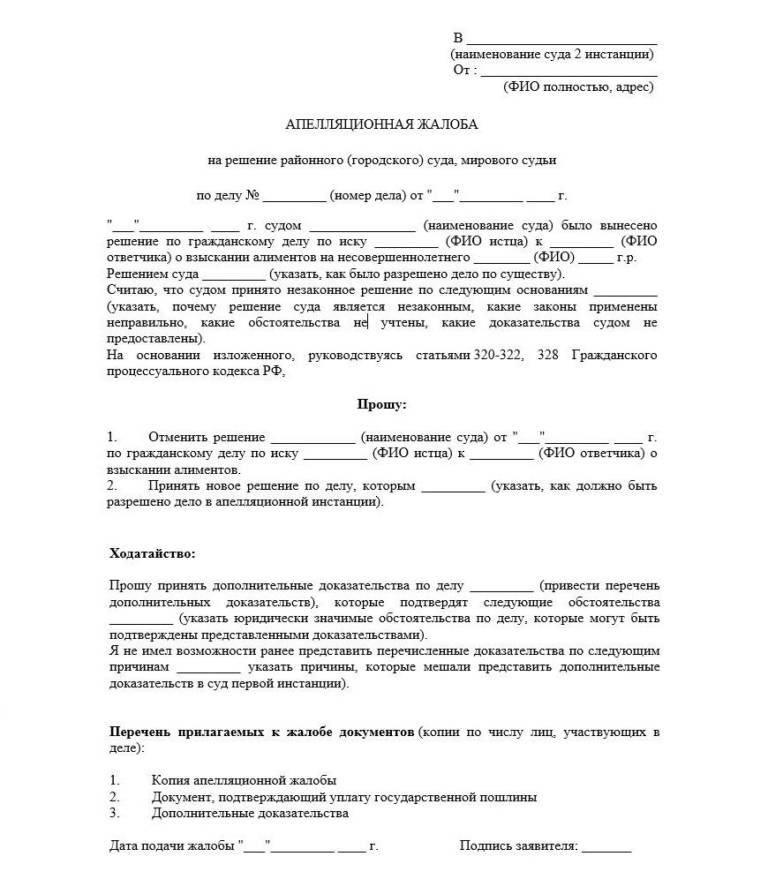 В ____________________________
(наименование суда 2 инстанции)
От : __________________________
(ФИО полностью, адрес)
АПЕЛЛЯЦИОННАЯ ЖАЛОБА
на решение районного (городского) суда, мирового судьи
по делу № _________ (номер дела) от "___"_________ ____ г.
"___"_________ ____ г. судом _______________ (наименование суда) было вынесено
решение по гражданскому делу по иску _________ (ФИО истца) к _________ (ФИО
ответчика) о взыскании алиментов на несовершеннолетнего ________ (ФИО) _____ г.р.
Решением суда _________ (указать, как было разрешено дело по существу).
Считаю, что судом принято незаконное решение по следующим основаниям _________
(указать, почему решение суда является незаконным, какие законы применены
неправильно, какие обстоятельства не учтены, какие доказательства судом не
предоставлены).
На основании изложенного, руководствуясь статьями 320-322, 328 Гражданского
процессуального кодекса РФ,
Прошу:
1. Отменить решение ____________ (наименование суда) от "___"_________ ____ г.
по гражданскому делу по иску _________ (ФИО истца) к _________ (ФИО ответчика) о
взыскании алиментов.
2. Принять новое решение по делу, которым _________ (указать, как должно быть
разрешено дело в апелляционной инстанции).
Ходатайство:
Прошу принять дополнительные доказательства по делу _________ (привести перечень
дополнительных доказательств), которые подтвердят следующие обстоятельства
_________ (указать юридически значимые обстоятельства по делу, которые могут быть
подтверждены представленными доказательствами).
Я не имел возможности ранее представить перечисленные доказательства по следующим
причинам _________ указать причины, которые мешали представить дополнительные
доказательств в суд первой инстанции).
Перечень прилагаемых к жалобе документов (копии по числу лиц, участвующих в
деле):
1. Копия апелляционной жалобы
2. Документ, подтверждающий уплату государственной пошлины
3. Дополнительные доказательства
Дата подачи жалобы "___"_________ ____ г. Подпись заявителя: _______